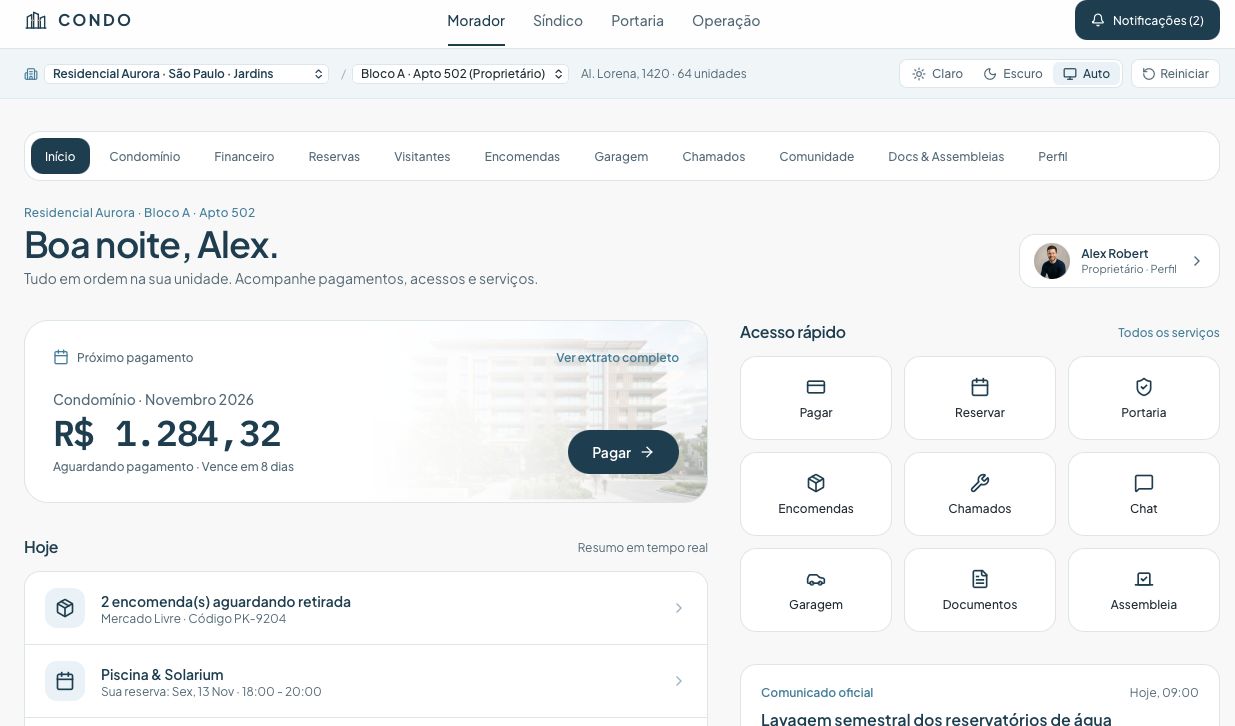 CONDO
Morador
Síndico
Portaria
Operação
Notificações (2)
Residencial Aurora · São Paulo · Jardins
/
Bloco A · Apto 502 (Proprietário)
Al. Lorena, 1420 · 64 unidades
Claro
Escuro
Auto
Reiniciar
Início
Condomínio
Financeiro
Reservas
Visitantes
Encomendas
Garagem
Chamados
Comunidade
Docs & Assembleias
Perfil
Residencial Aurora · Bloco A · Apto 502
Boa noite, Alex.
Tudo em ordem na sua unidade. Acompanhe pagamentos, acessos e serviços.
Alex Robert
Proprietário · Perfil
Próximo pagamento
Ver extrato completo
Condomínio · Novembro 2026
R$ 1.284,32
Aguardando pagamento · Vence em 8 dias
Pagar
Acesso rápido
Todos os serviços
Pagar
Reservar
Portaria
Encomendas
Chamados
Chat
Garagem
Documentos
Assembleia
Hoje
Resumo em tempo real
2 encomenda(s) aguardando retirada
Mercado Livre · Código PK-9204
Piscina & Solarium
Sua reserva: Sex, 13 Nov · 18:00 - 20:00
Comunicado oficial
Hoje, 09:00
Lavagem semestral dos reservatórios de água